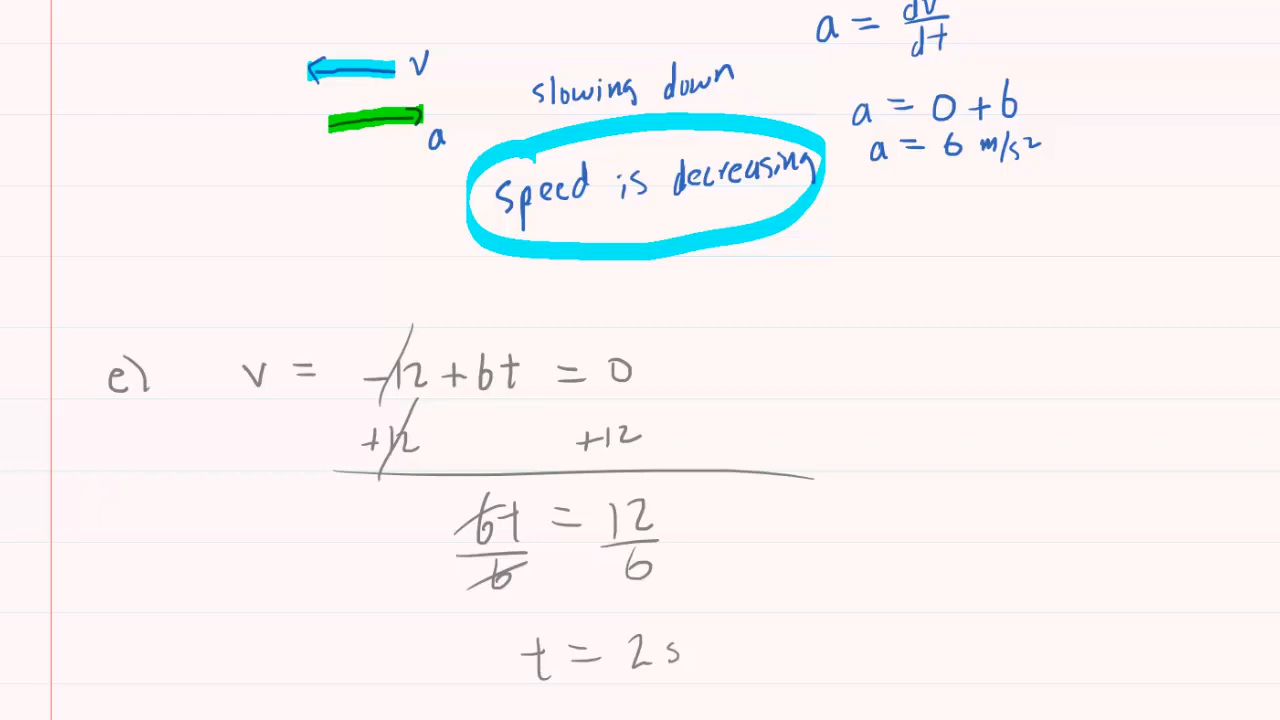 a = dv/dt
v
slowing down
a = 0 + 6
a
a = 6 m/s²
speed is decreasing
e) v = -12 + 6t = 0
+12 +12
6t/6 = 12/6
t = 2 s